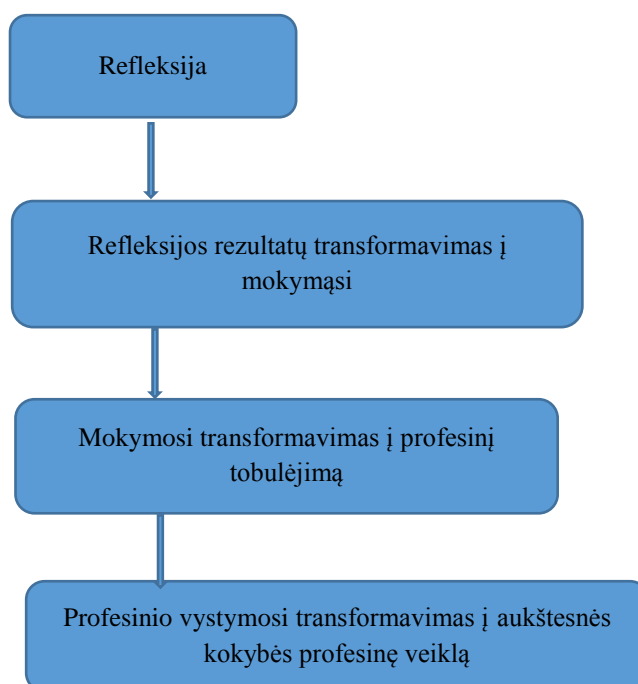 Refleksija
Refleksijos rezultatų transformavimas į
mokymąsi
Mokymosi transformavimas į profesinį
tobulėjimą
Profesinio vystymosi transformavimas į aukštesnės
kokybės profesinę veiklą